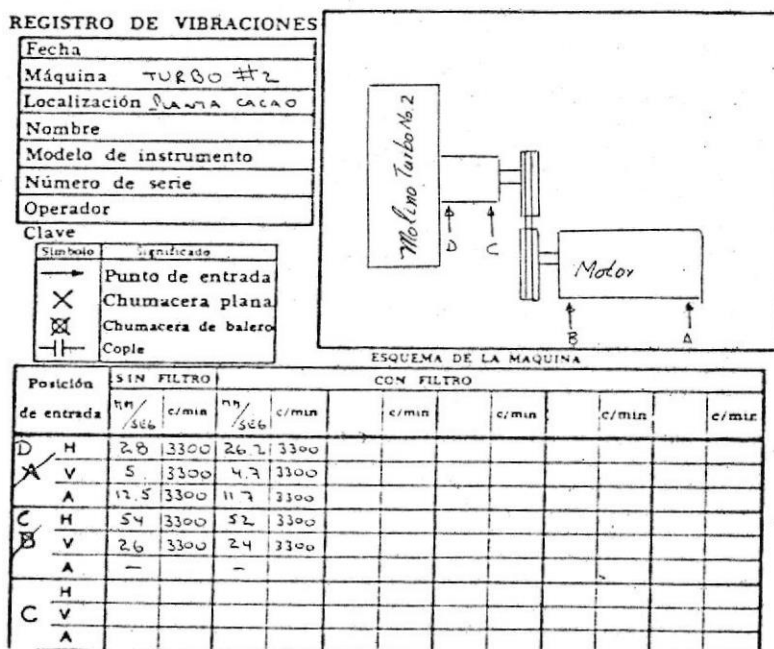 REGISTRO DE VIBRACIONES
Fecha
Máquina TURBO #2
Localización PLANTA CACAO
Nombre
Modelo de instrumento
Número de serie
Operador
Clave
Símbolo Significado
Punto de entrada
Chumacera plana
Chumacera de balero
Cople
Molino Turbo No. 2
D C
Motor
B A
ESQUEMA DE LA MAQUINA
Posición de entrada SIN FILTRO CON FILTRO
mm/SEG c/min mm/SEG c/min c/min c/min c/min c/min
D A H 28 3300 26.2 3300
V 5 3300 4.7 3300
A 12.5 3300 11.7 3300
C B H 54 3300 52 3300
V 26 3300 24 3300
A - -
H
C V
A